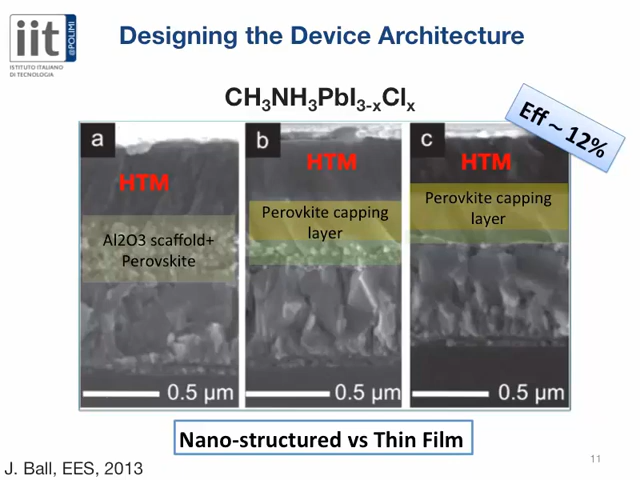 iit
@POLIMI
ISTITUTO ITALIANO
DI TECNOLOGIA
Designing the Device Architecture
CH₃NH₃PbI₃₋ₓClₓ
Eff ~ 12%
a
HTM
Al2O3 scaffold+
Perovskite
0.5 μm
b
HTM
Perovkite capping
layer
0.5 μm
c
HTM
Perovkite capping
layer
0.5 μm
Nano-structured vs Thin Film
J. Ball, EES, 2013
11